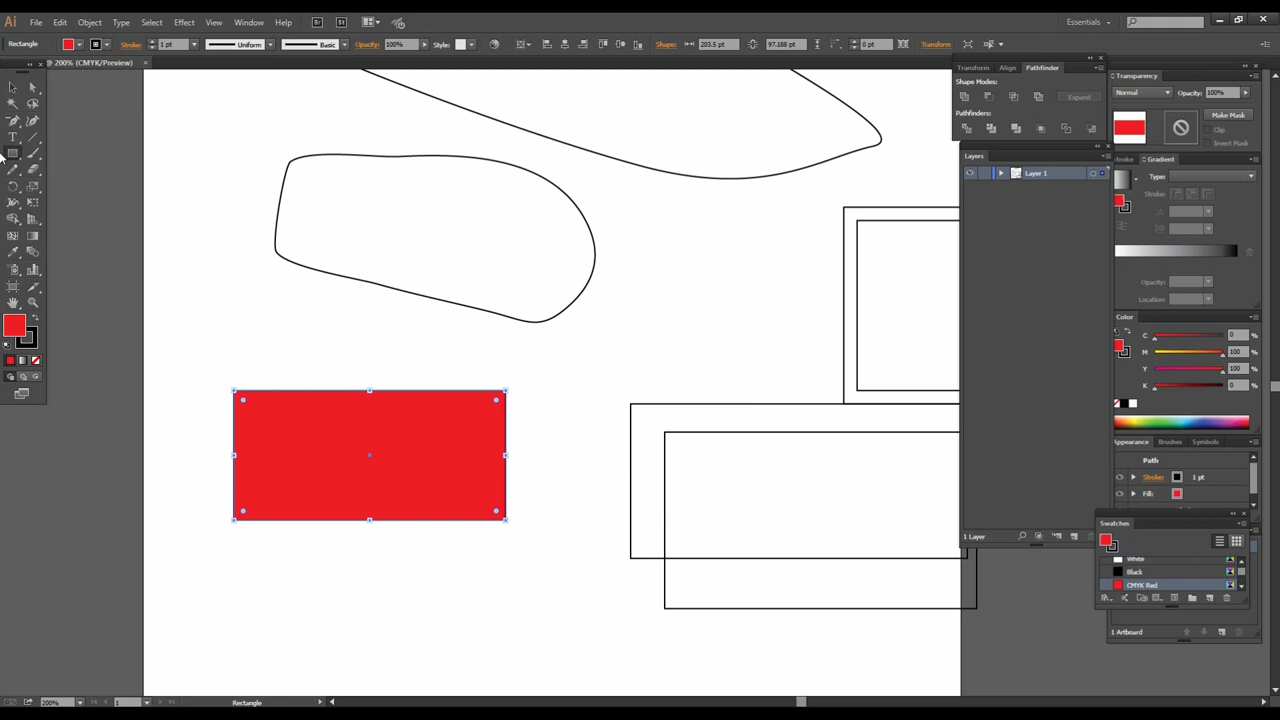 Ai File Edit Object Type Select Effect View Window Help Br St Essentials
Rectangle Stroke: 1 pt Uniform Basic Opacity: 100% Style: Shape: 203.5 pt 97.188 pt 0 pt Transform
@ 200% (CMYK/Preview) ×
Transform Align Pathfinder
Shape Modes:
Expand
Pathfinders:
Layers
Layer 1
1 Layer
Transparency
Normal Opacity: 100%
Make Mask
Clip
Invert Mask
Stroke Gradient
Type:
Stroke:
Opacity:
Location:
Color
C 0 %
M 100 %
Y 100 %
K 0 %
Appearance Brushes Symbols
Path
Stroke: 1 pt
Fill:
Swatches
White
Black
CMYK Red
1 Artboard
200% 1 Rectangle